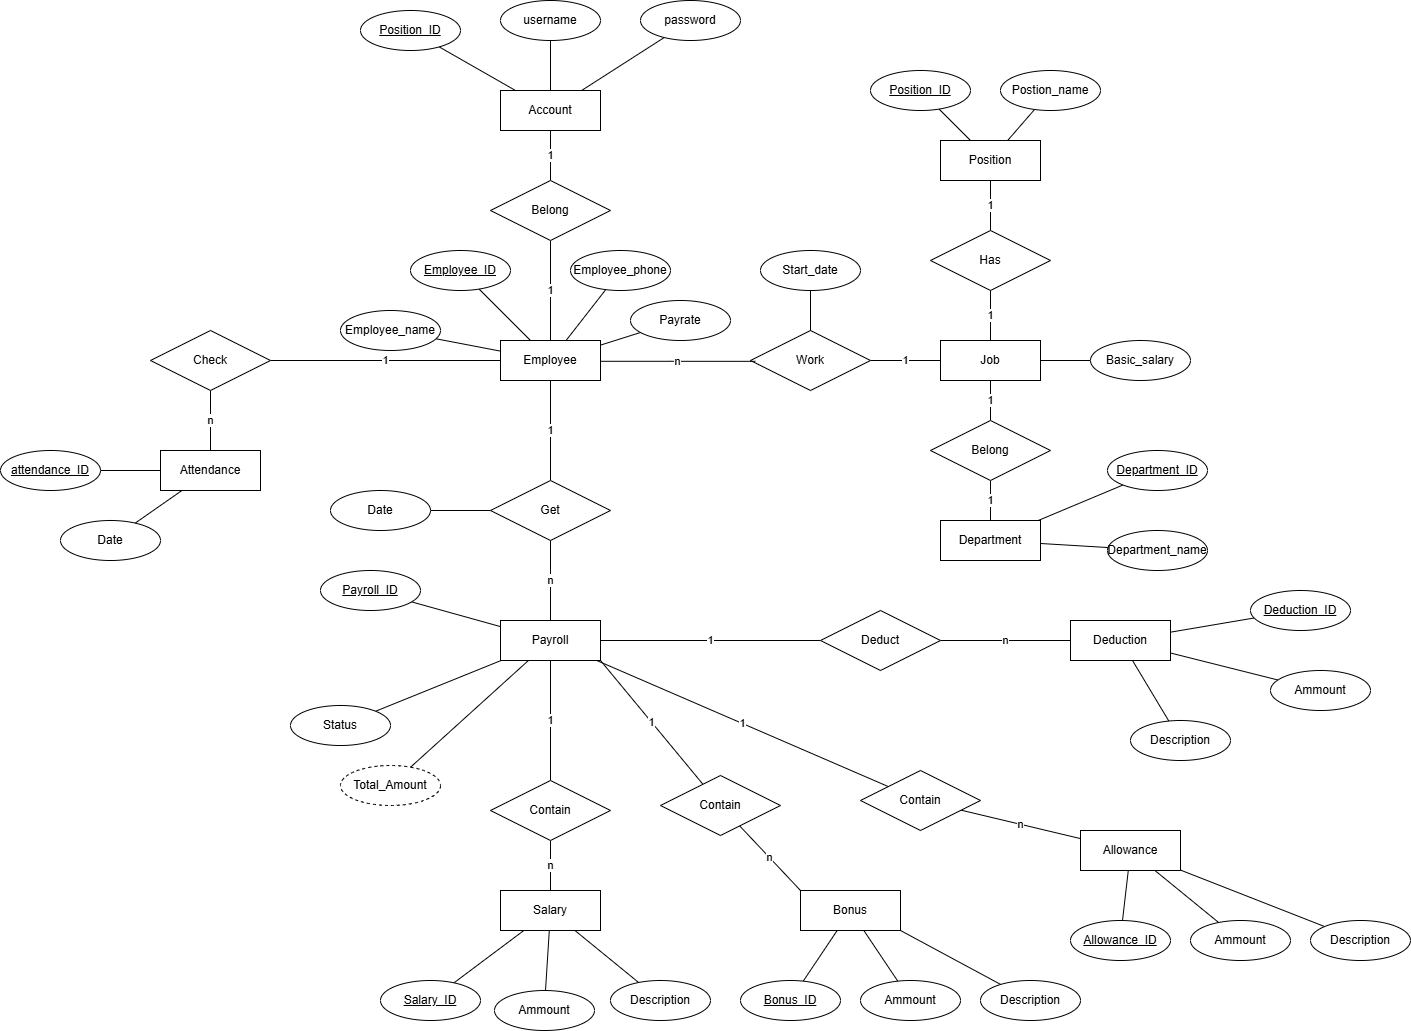 Position_ID
username
password
Account
Position_ID
Postion_name
Position
1
1
Belong
Has
Employee_ID
Employee_phone
Start_date
1
1
Employee_name
Payrate
Check
1
Employee
n
Work
1
Job
Basic_salary
n
1
1
attendance_ID
Attendance
Belong
Department_ID
Date
Get
1
Date
Department
Department_name
n
Payroll_ID
Deduction_ID
Payroll
1
Deduct
n
Deduction
Ammount
Status
1
1
1
Description
Total_Amount
Contain
Contain
Contain
n
n
n
Allowance
Salary
Bonus
Allowance_ID
Ammount
Description
Salary_ID
Ammount
Description
Bonus_ID
Ammount
Description